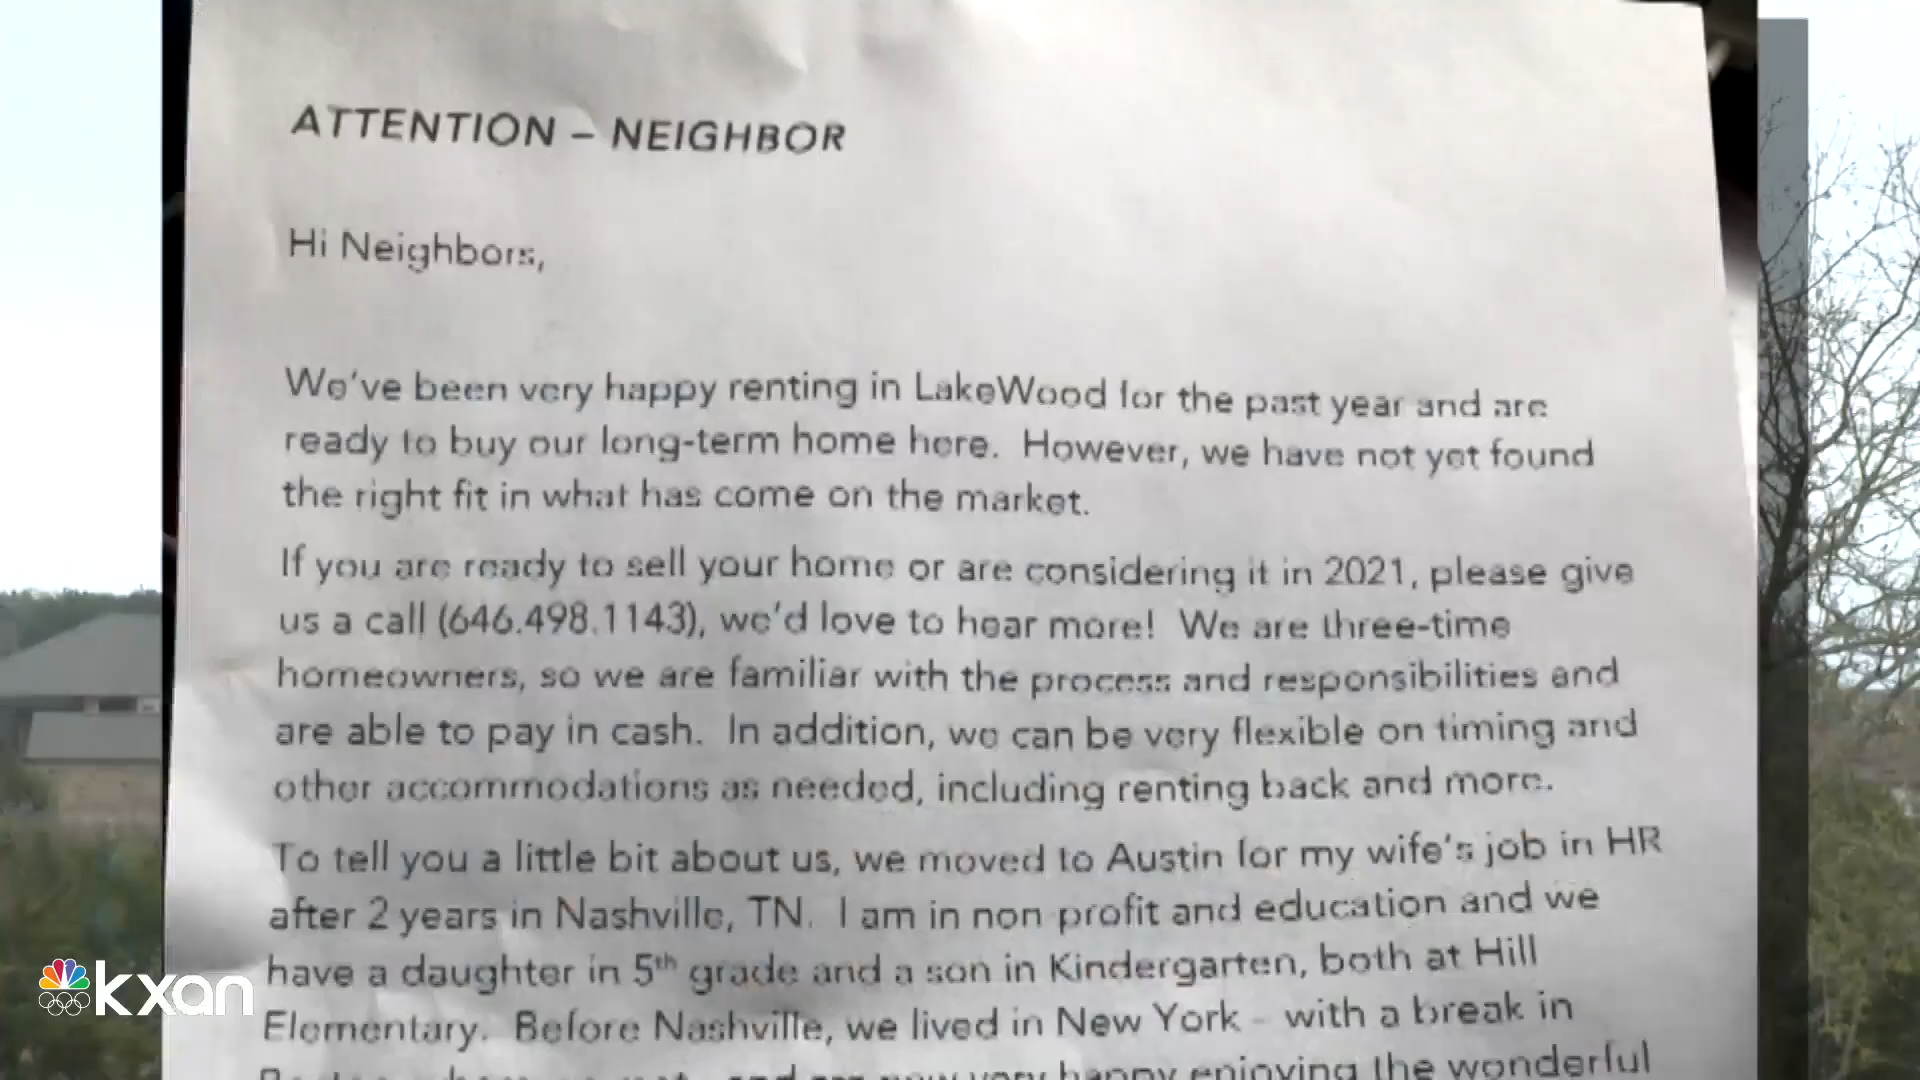 ATTENTION – NEIGHBOR
Hi Neighbors,
We've been very happy renting in LakeWood for the past year and are
ready to buy our long-term home here. However, we have not yet found
the right fit in what has come on the market.
If you are ready to sell your home or are considering it in 2021, please give
us a call (646.498.1143), we'd love to hear more! We are three-time
homeowners, so we are familiar with the process and responsibilities and
are able to pay in cash. In addition, we can be very flexible on timing and
other accommodations as needed, including renting back and more.
To tell you a little bit about us, we moved to Austin for my wife's job in HR
after 2 years in Nashville, TN. I am in non profit and education and we
have a daughter in 5th grade and a son in Kindergarten, both at Hill
Elementary. Before Nashville, we lived in New York - with a break in
and are now very happy enjoying the wonderful
kxan